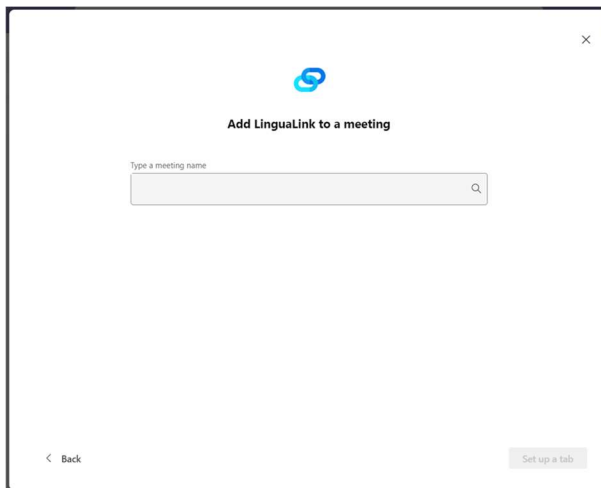 Add LinguaLink to a meeting
Type a meeting name
Back
Set up a tab